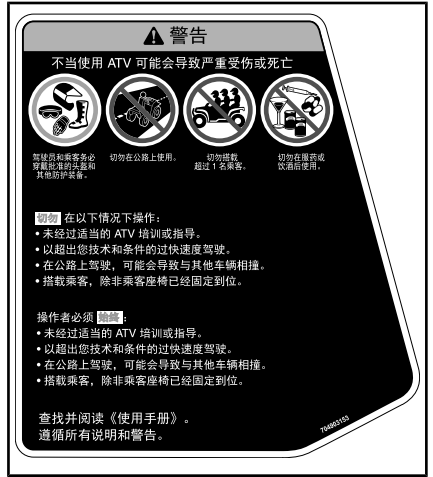 警告
不当使用 ATV 可能会导致严重受伤或死亡
驾驶员和乘客务必
穿戴批准的头盔和
其他防护装备。
切勿在公路上使用。
切勿搭载
超过 1 名乘客。
切勿在服药或
饮酒后使用。
切勿 在以下情况下操作：
• 未经过适当的 ATV 培训或指导。
• 以超出您技术和条件的过快速度驾驶。
• 在公路上驾驶，可能会导致与其他车辆相撞。
• 搭载乘客，除非乘客座椅已经固定到位。
操作者必须 始终：
• 未经过适当的 ATV 培训或指导。
• 以超出您技术和条件的过快速度驾驶。
• 在公路上驾驶，可能会导致与其他车辆相撞。
• 搭载乘客，除非乘客座椅已经固定到位。
查找并阅读《使用手册》。
遵循所有说明和警告。
704903153